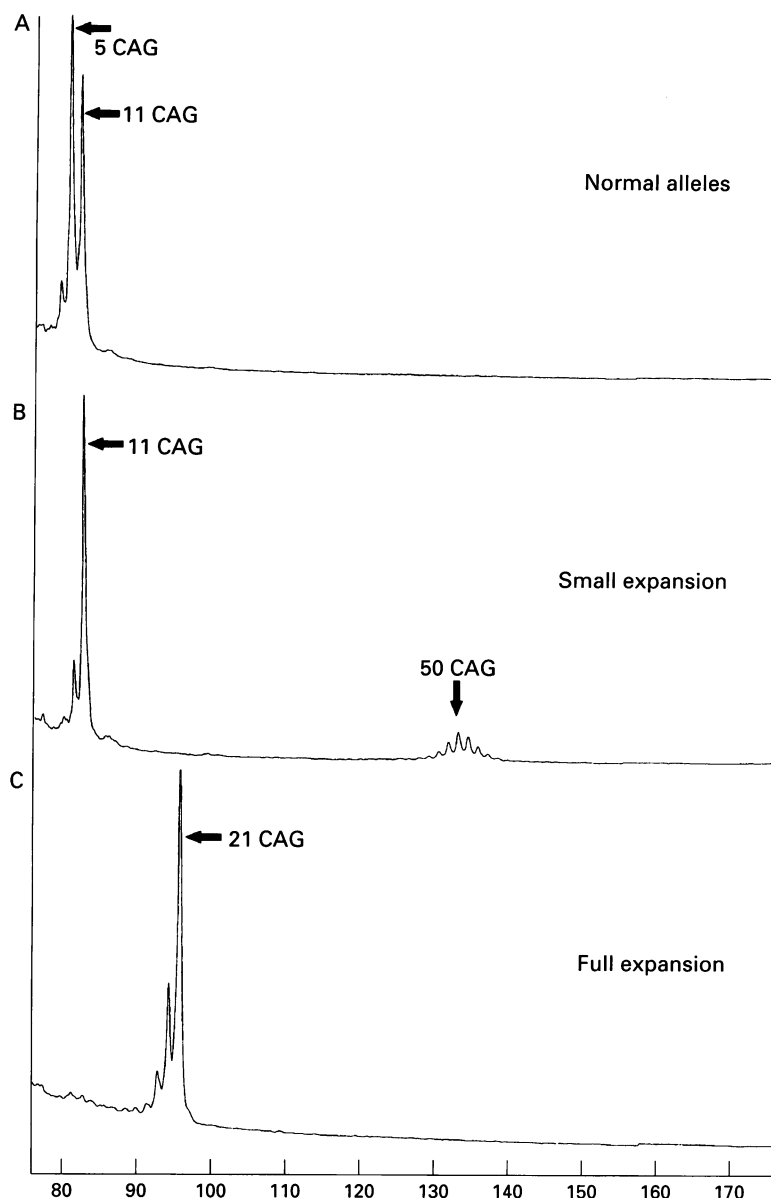 A
5 CAG
11 CAG
Normal alleles
B
11 CAG
Small expansion
50 CAG
C
21 CAG
Full expansion
80 90 100 110 120 130 140 150 160 170